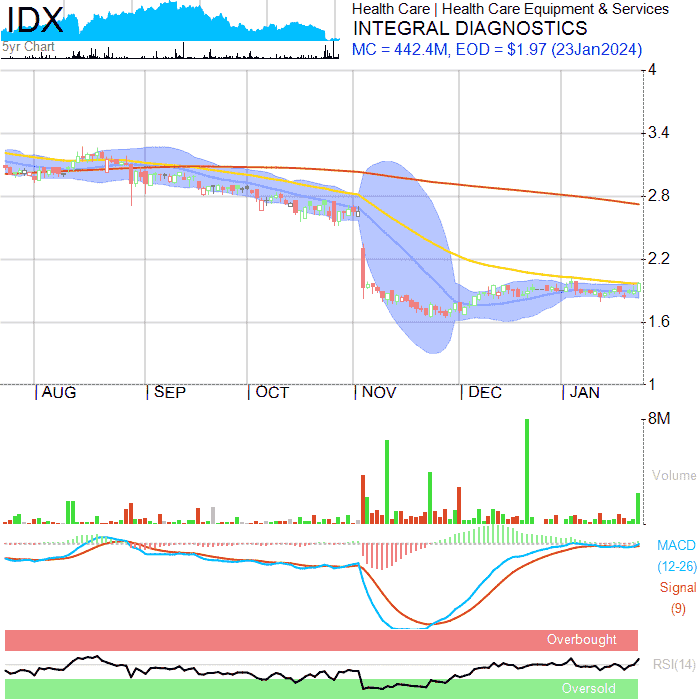 IDX
5yr Chart
Health Care | Health Care Equipment & Services
INTEGRAL DIAGNOSTICS
MC = 442.4M, EOD = $1.97 (23Jan2024)
4
3.4
2.8
2.2
1.6
1
AUG SEP OCT NOV DEC JAN
8M
Volume
MACD
(12-26)
Signal
(9)
Overbought
RSI(14)
Oversold